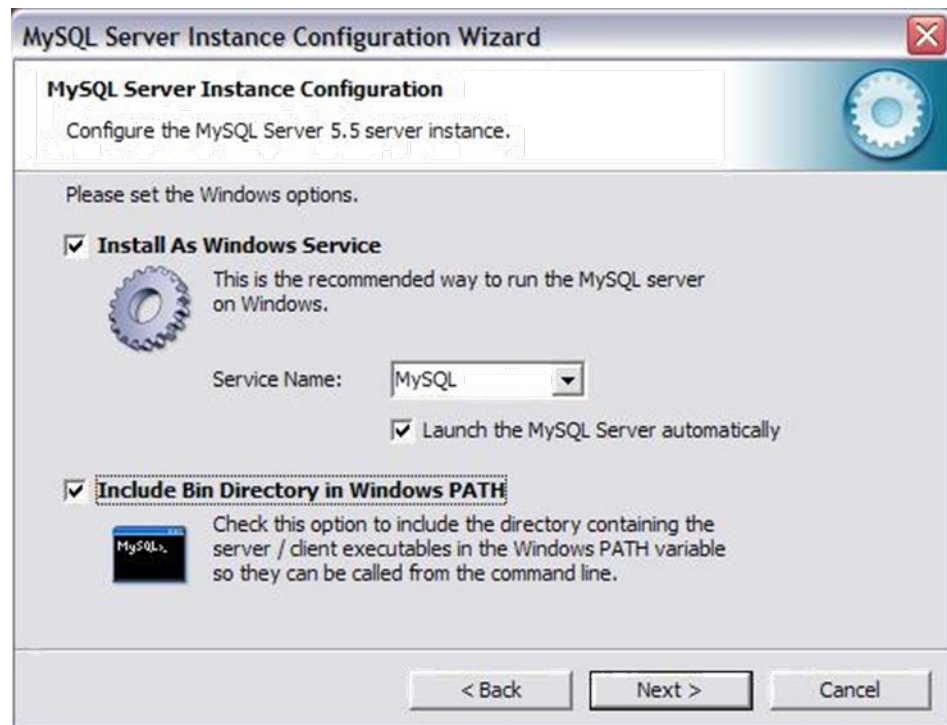 MySQL Server Instance Configuration Wizard
MySQL Server Instance Configuration
Configure the MySQL Server 5.5 server instance.
Please set the Windows options.
Install As Windows Service
This is the recommended way to run the MySQL server
on Windows.
Service Name:
MySQL
Launch the MySQL Server automatically
Include Bin Directory in Windows PATH
MySQL>_
Check this option to include the directory containing the
server / client executables in the Windows PATH variable
so they can be called from the command line.
< Back
Next >
Cancel